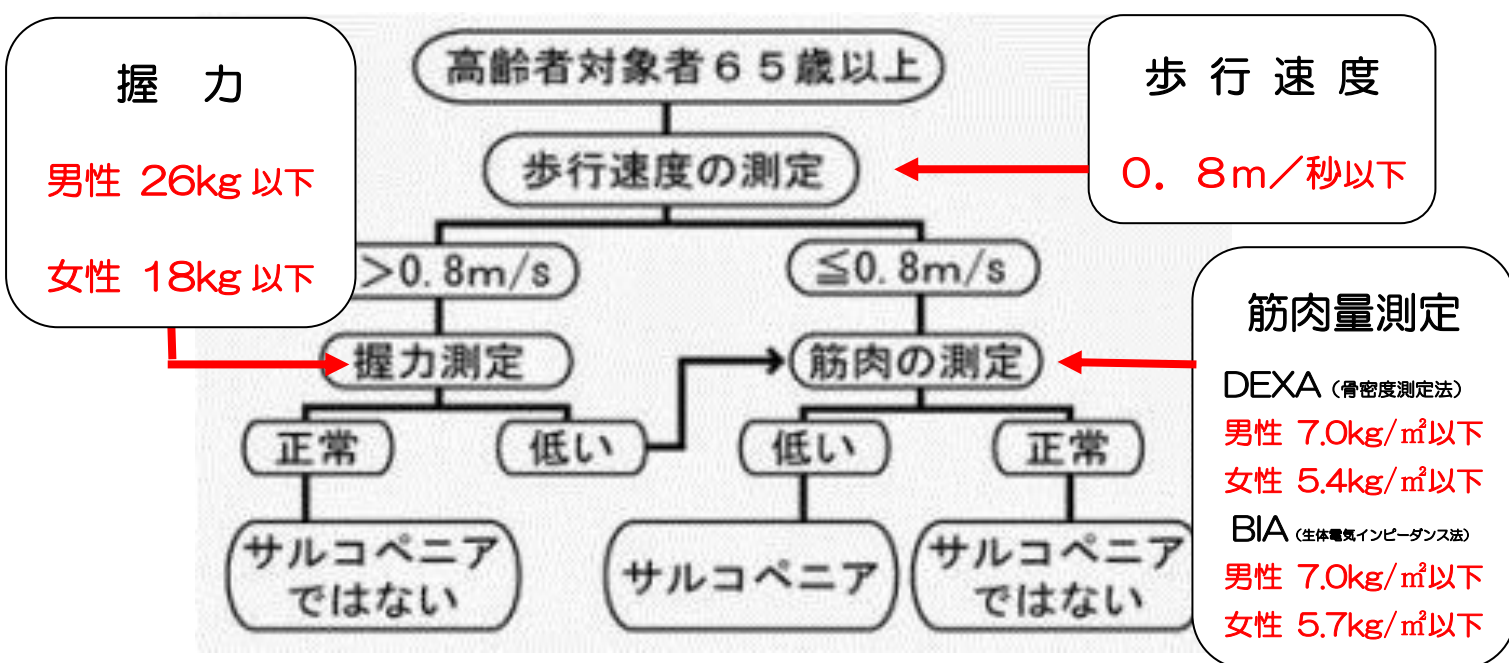 握 力
男性 26kg 以下
女性 18kg 以下
高齢者対象者６５歳以上
歩行速度の測定
歩 行 速 度
０．８m／秒以下
>0.8m/s
≦0.8m/s
握力測定
筋肉の測定
筋肉量測定
DEXA（骨密度測定法）
男性 7.0kg/㎡以下
女性 5.4kg/㎡以下
BIA（生体電気インピーダンス法）
男性 7.0kg/㎡以下
女性 5.7kg/㎡以下
正常
低い
低い
正常
サルコペニア
ではない
サルコペニア
サルコペニア
ではない